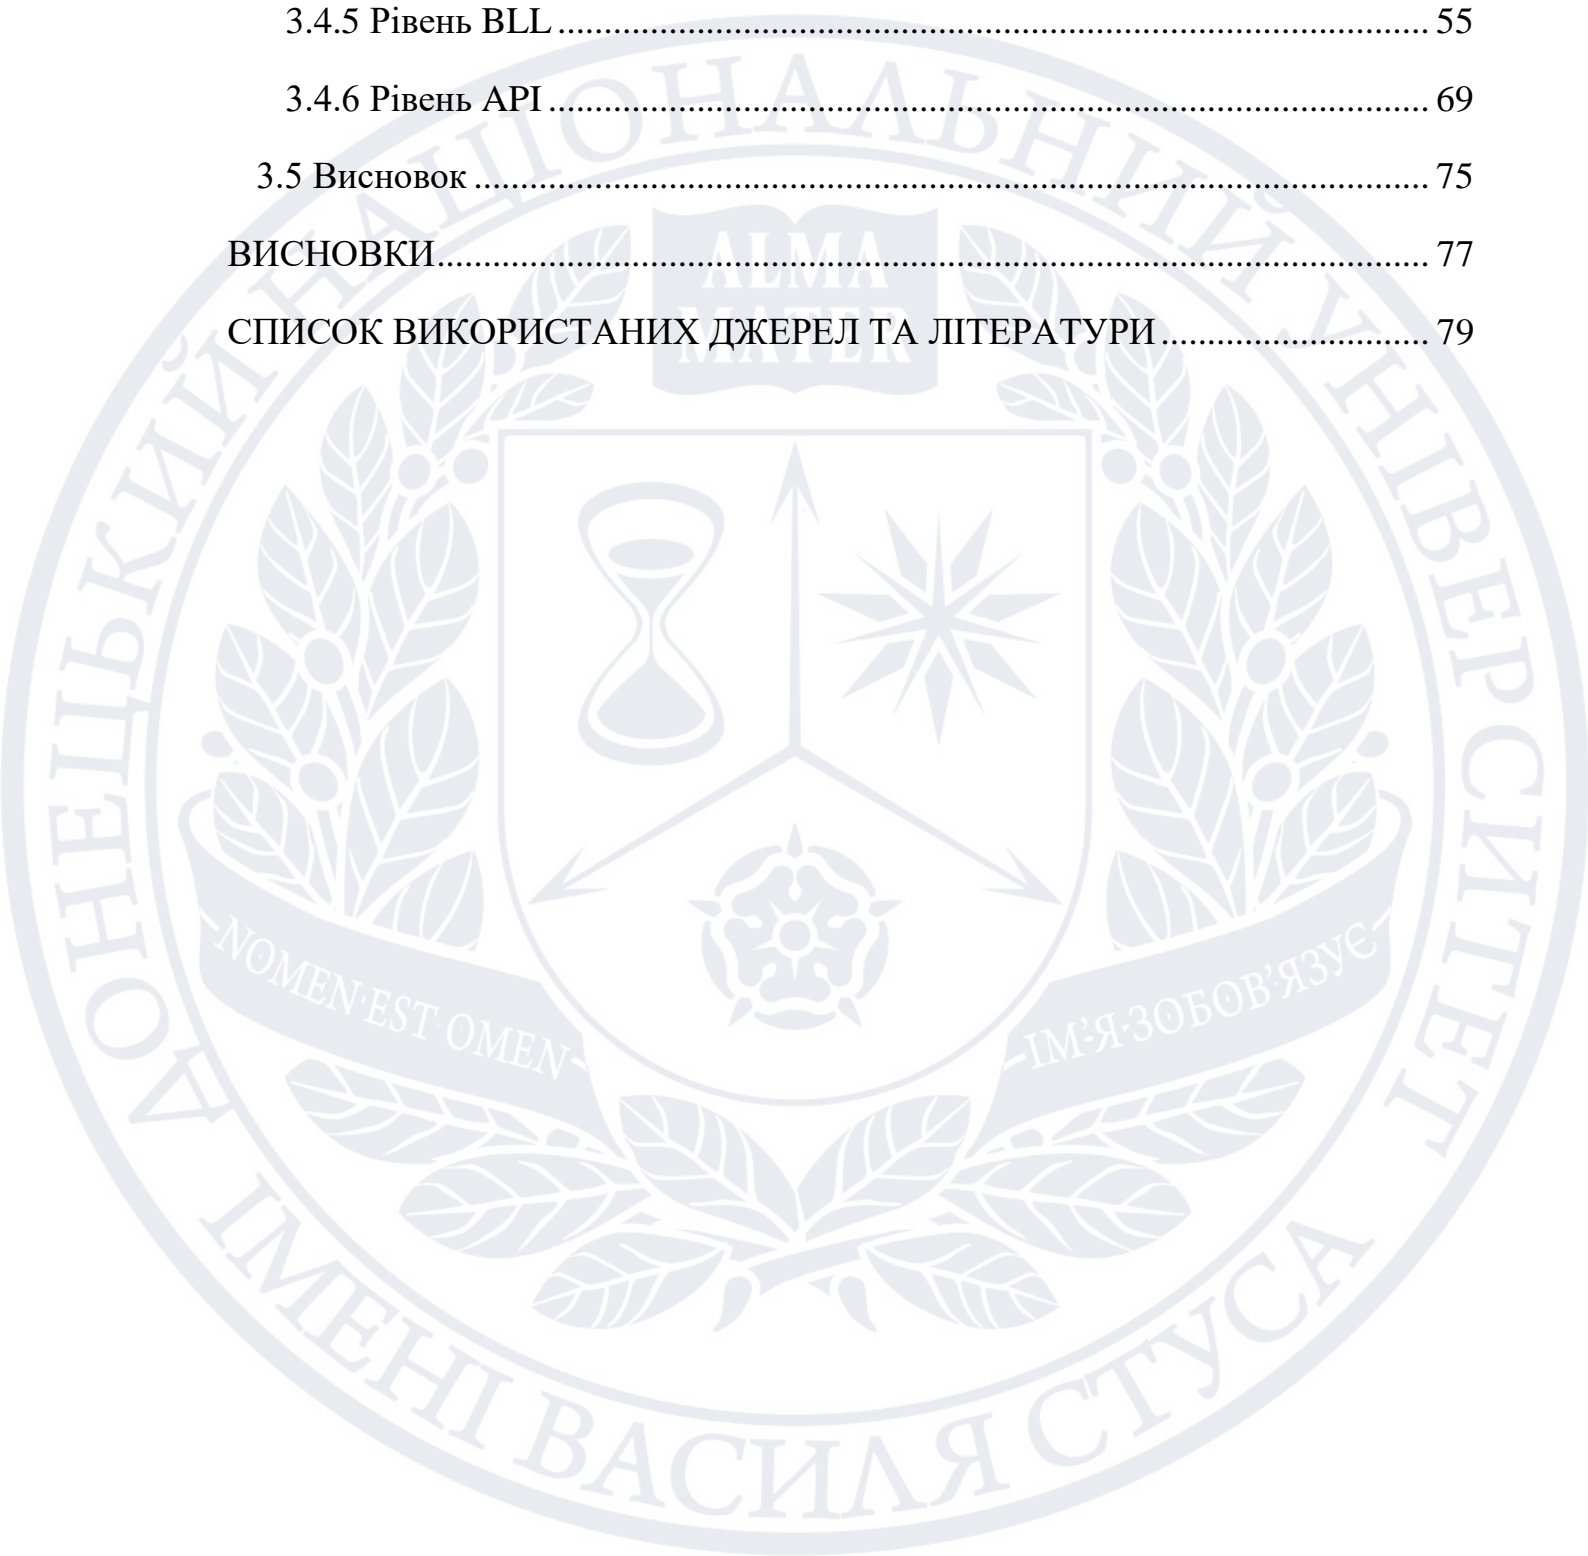 3.4.5 Рівень BLL ........................................................................................ 55
3.4.6 Рівень API ........................................................................................ 69
3.5 Висновок ........................................................................................ 75
ВИСНОВКИ ........................................................................................ 77
СПИСОК ВИКОРИСТАНИХ ДЖЕРЕЛ ТА ЛІТЕРАТУРИ ............................ 79
ДОНЕЦЬКИЙ НАЦІОНАЛЬНИЙ УНІВЕРСИТЕТ
ІМЕНІ ВАСИЛЯ СТУСА
ALMA
MATER
NOMEN·EST·OMEN
ІМ'Я·ЗОБОВ'ЯЗУЄ